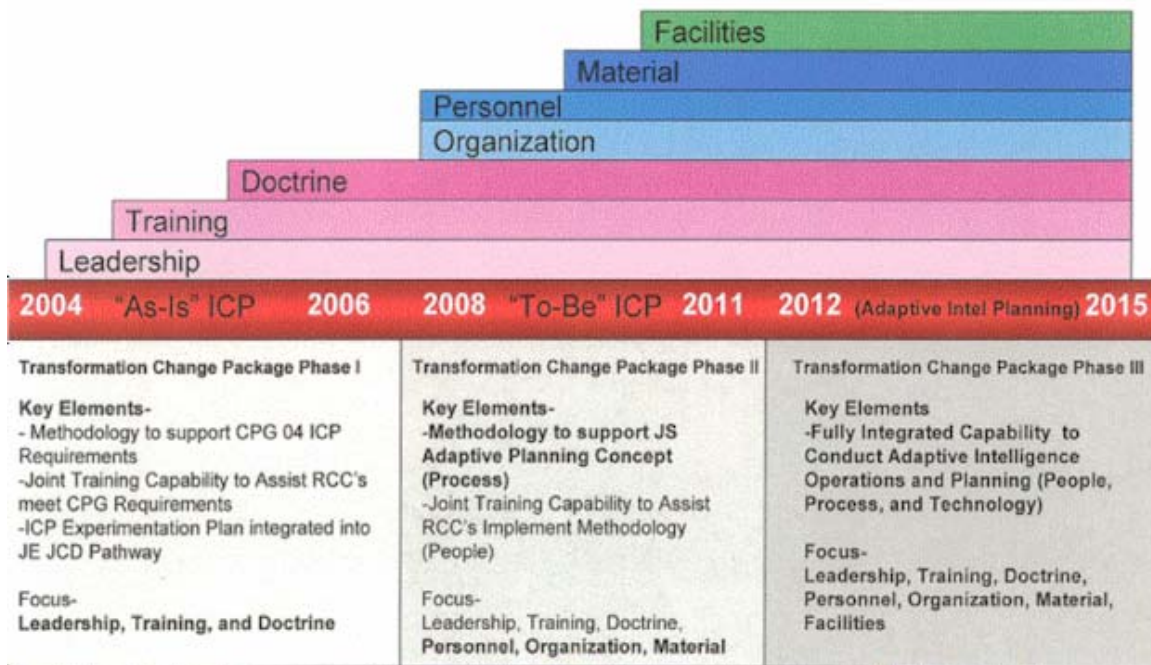 Facilities
Material
Personnel
Organization
Doctrine
Training
Leadership
2004 "As-Is" ICP 2006 2008 "To-Be" ICP 2011 2012 (Adaptive Intel Planning) 2015
Transformation Change Package Phase I
Key Elements-
- Methodology to support CPG 04 ICP
Requirements
-Joint Training Capability to Assist RCC's
meet CPG Requirements
-ICP Experimentation Plan integrated into
JE JCD Pathway
Focus-
Leadership, Training, and Doctrine
Transformation Change Package Phase II
Key Elements-
-Methodology to support JS
Adaptive Planning Concept
(Process)
-Joint Training Capability to Assist
RCC's Implement Methodology
(People)
Focus-
Leadership, Training, Doctrine,
Personnel, Organization, Material
Transformation Change Package Phase III
Key Elements
-Fully Integrated Capability to
Conduct Adaptive Intelligence
Operations and Planning (People,
Process, and Technology)
Focus-
Leadership, Training, Doctrine,
Personnel, Organization, Material,
Facilities